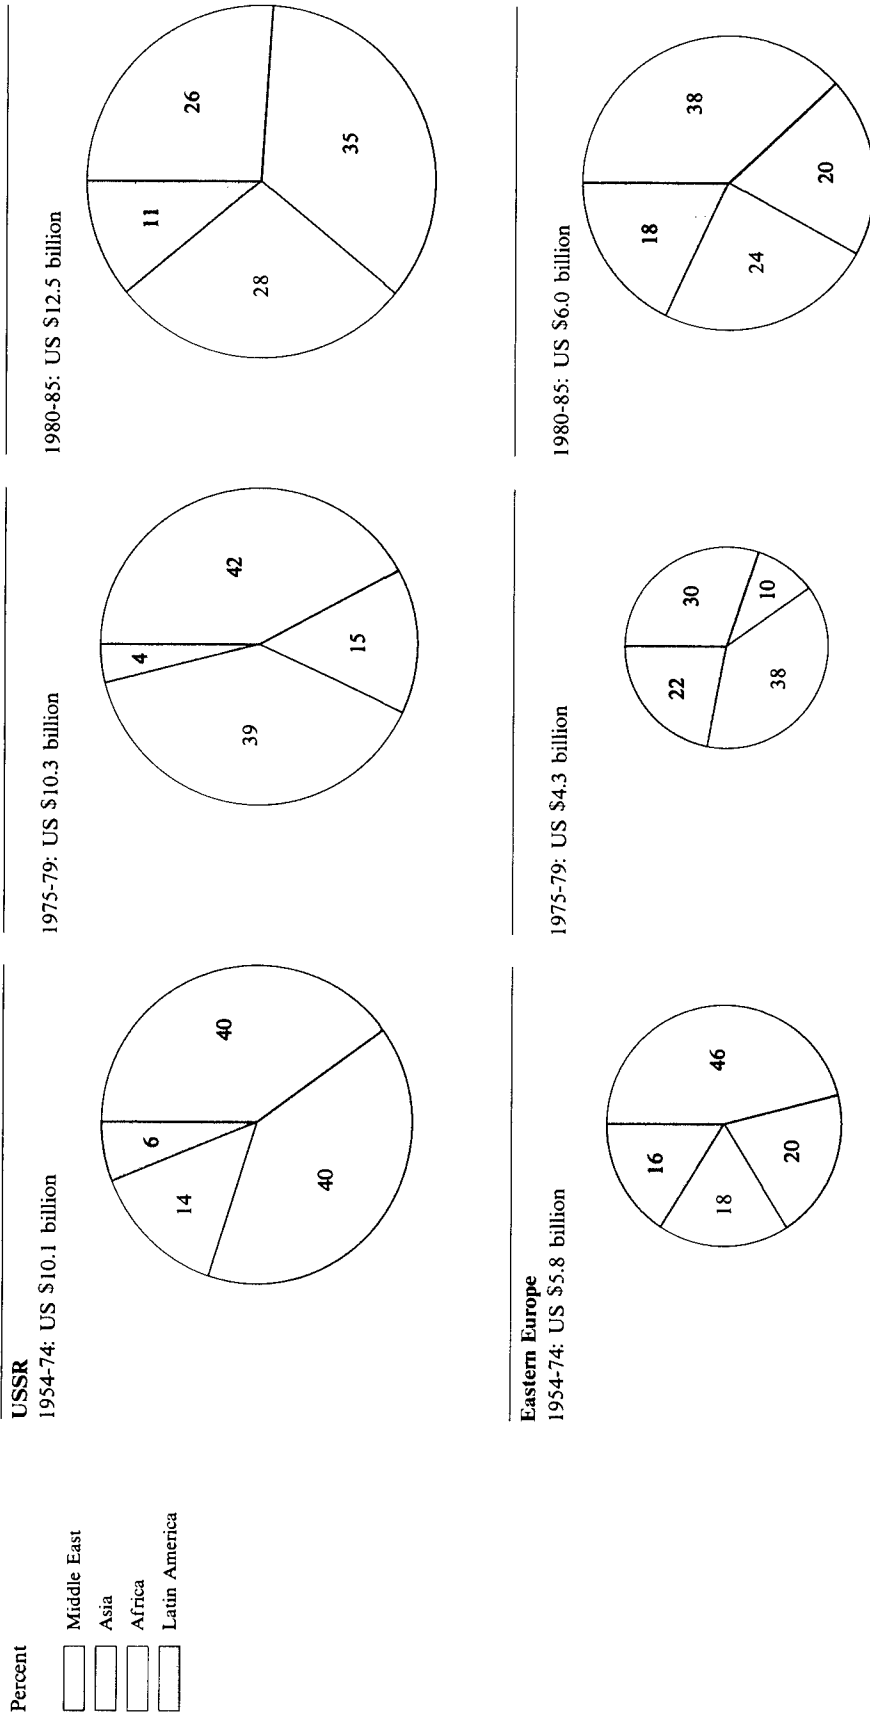 Percent
Middle East
Asia
Africa
Latin America
USSR
1954-74: US $10.1 billion
6
40
14
40
1975-79: US $10.3 billion
4
42
39
15
1980-85: US $12.5 billion
11
26
28
35
Eastern Europe
1954-74: US $5.8 billion
16
46
18
20
1975-79: US $4.3 billion
22
30
38
10
1980-85: US $6.0 billion
18
38
24
20